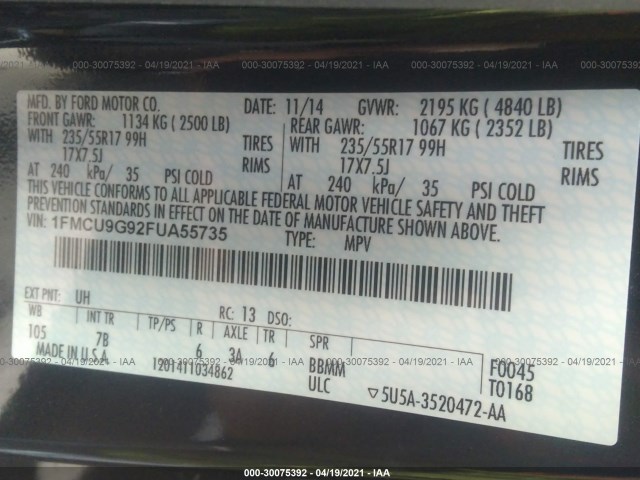 000-30075392 - 04/19/2021 - IAA
MFD. BY FORD MOTOR CO.
DATE: 11/14 GVWR: 2195 KG ( 4840 LB)
FRONT GAWR: 1134 KG ( 2500 LB)
REAR GAWR: 1067 KG ( 2352 LB)
WITH 235/55R17 99H TIRES
WITH 235/55R17 99H TIRES
17X7.5J RIMS
17X7.5J RIMS
AT 240 kPa/ 35 PSI COLD
AT 240 kPa/ 35 PSI COLD
THIS VEHICLE CONFORMS TO ALL APPLICABLE FEDERAL MOTOR VEHICLE SAFETY AND THEFT
PREVENTION STANDARDS IN EFFECT ON THE DATE OF MANUFACTURE SHOWN ABOVE.
VIN: 1FMCU9G92FUA55735
TYPE: MPV
EXT PNT: UH RC: 13 DSO:
WB INT TR TP/PS R AXLE TR SPR
105 7B 6 3A 6 BBMM F0045
MADE IN U.S.A. 1201411034862 ULC T0168
▽5U5A-3520472-AA
000-30075392 - 04/19/2021 - IAA